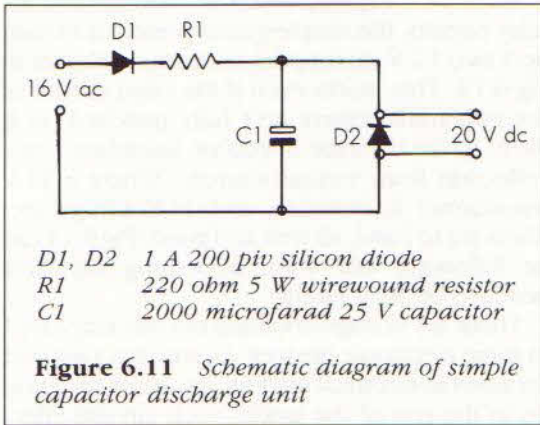 D1 R1
16 V ac
C1 D2 20 V dc
D1, D2 1 A 200 piv silicon diode
R1 220 ohm 5 W wirewound resistor
C1 2000 microfarad 25 V capacitor
Figure 6.11 Schematic diagram of simple
capacitor discharge unit